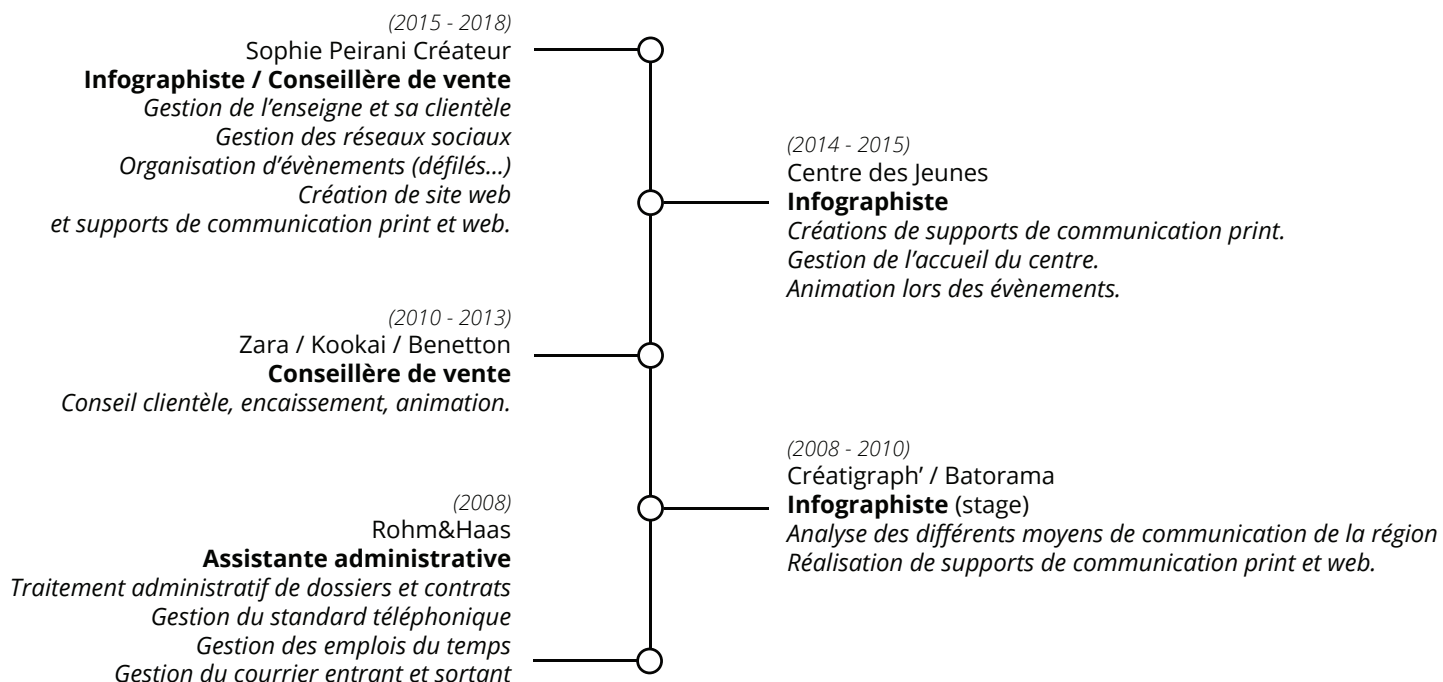 (2015 - 2018)
Sophie Peirani Créateur
Infographiste / Conseillère de vente
Gestion de l’enseigne et sa clientèle
Gestion des réseaux sociaux
Organisation d’évènements (défilés...)
Création de site web
et supports de communication print et web.
(2014 - 2015)
Centre des Jeunes
Infographiste
Créations de supports de communication print.
Gestion de l’accueil du centre.
Animation lors des évènements.
(2010 - 2013)
Zara / Kookai / Benetton
Conseillère de vente
Conseil clientèle, encaissement, animation.
(2008 - 2010)
Créatigraph’ / Batorama
Infographiste (stage)
Analyse des différents moyens de communication de la région
Réalisation de supports de communication print et web.
(2008)
Rohm&Haas
Assistante administrative
Traitement administratif de dossiers et contrats
Gestion du standard téléphonique
Gestion des emplois du temps
Gestion du courrier entrant et sortant